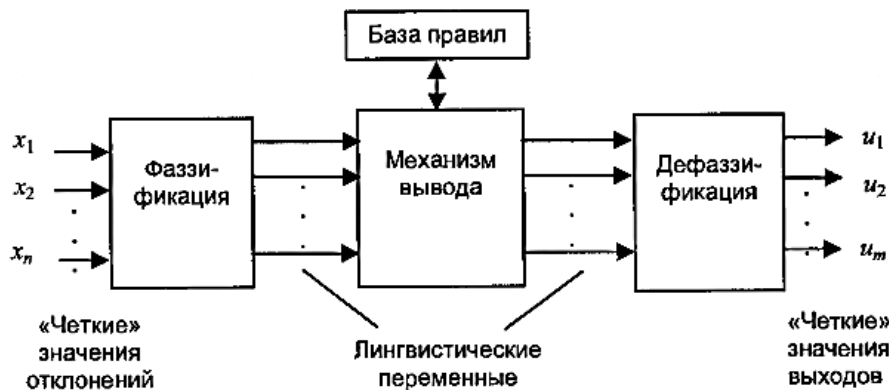 База правил
x1
x2
xn
Фаззи-
фикация
Механизм
вывода
Дефаззи-
фикация
u1
u2
um
«Четкие»
значения
отклонений
Лингвистические
переменные
«Четкие»
значения
выходов